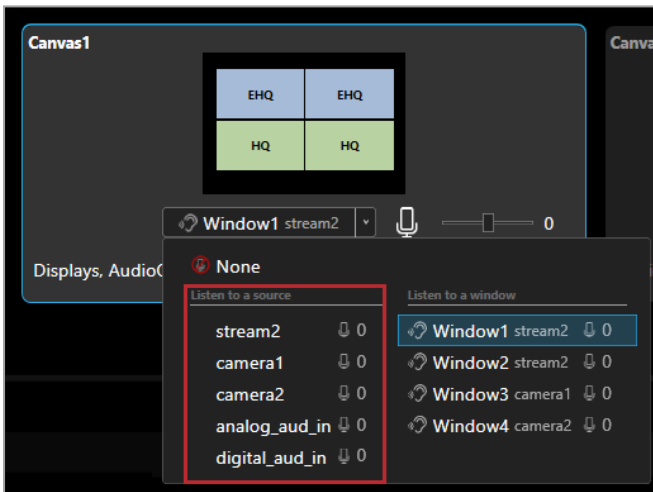 Canvas1
Canva
EHQ EHQ
HQ HQ
Window1 stream2 0
Displays, Audio
None
Listen to a source
stream2 0
camera1 0
camera2 0
analog_aud_in 0
digital_aud_in 0
Listen to a window
Window1 stream2 0
Window2 stream2 0
Window3 camera1 0
Window4 camera2 0